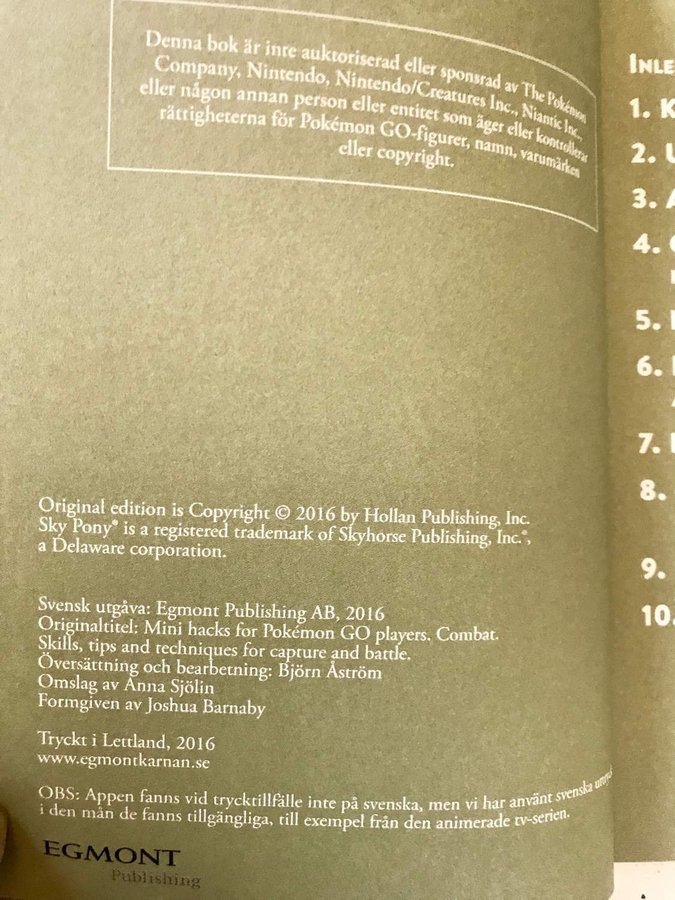 Denna bok är inte auktoriserad eller sponsrad av The Pokémon
Company, Nintendo, Nintendo/Creatures Inc., Niantic Inc.,
eller någon annan person eller entitet som äger eller kontrollerar
rättigheterna för Pokémon GO-figurer, namn, varumärken
eller copyright.
Original edition is Copyright © 2016 by Hollan Publishing, Inc.
Sky Pony® is a registered trademark of Skyhorse Publishing, Inc.®,
a Delaware corporation.
Svensk utgåva: Egmont Publishing AB, 2016
Originaltitel: Mini hacks for Pokémon GO players. Combat.
Skills, tips and techniques for capture and battle.
Översättning och bearbetning: Björn Åström
Omslag av Anna Sjölin
Formgiven av Joshua Barnaby
Tryckt i Lettland, 2016
www.egmontkarnan.se
OBS: Appen fanns vid trycktillfälle inte på svenska, men vi har använt svenska
i den mån de fanns tillgängliga, till exempel från den animerade tv-serien.
EGMONT
Publishing
INLE
1. K
2. U
3. A
4.
5.
6.
7.
8.
9.
10.